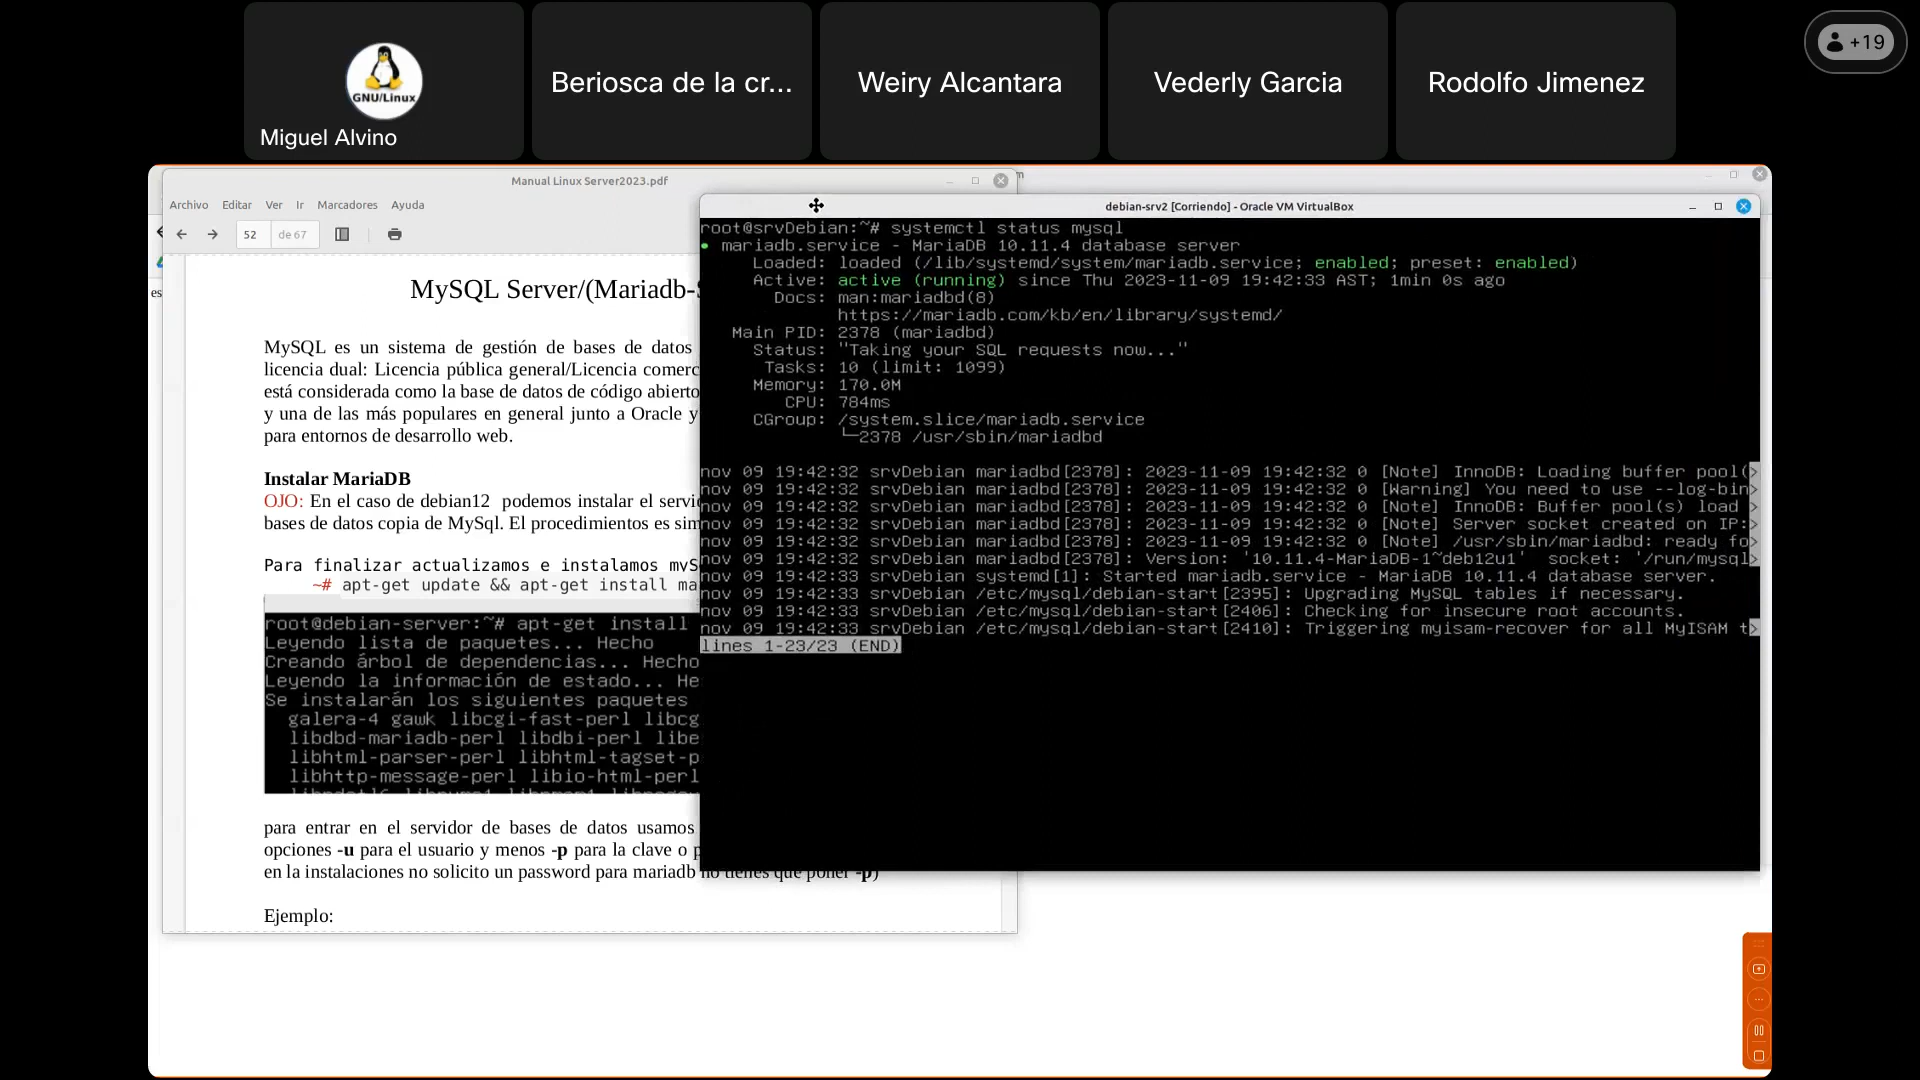 GNU/Linux
Miguel Alvino
Beriosca de la cr...
Weiry Alcantara
Vederly Garcia
Rodolfo Jimenez
+19
Manual Linux Server2023.pdf
Archivo Editar Ver Ir Marcadores Ayuda
52 de 67
es
MySQL Server/(Mariadb-
MySQL es un sistema de gestión de bases de datos
licencia dual: Licencia pública general/Licencia comerc
está considerada como la base de datos de código abierto
y una de las más populares en general junto a Oracle y
para entornos de desarrollo web.
Instalar MariaDB
OJO: En el caso de debian12 podemos instalar el servi
bases de datos copia de MySql. El procedimientos es sim
Para finalizar actualizamos e instalamos myS
~# apt-get update && apt-get install ma
root@debian-server:~# apt-get install
Leyendo lista de paquetes... Hecho
Creando árbol de dependencias... Hecho
Leyendo la información de estado... He
Se instalarán los siguientes paquetes
galera-4 gawk libcgi-fast-perl libcg
libdbd-mariadb-perl libdbi-perl libe
libhtml-parser-perl libhtml-tagset-p
libhttp-message-perl libio-html-perl
para entrar en el servidor de bases de datos usamos
opciones -u para el usuario y menos -p para la clave o p
en la instalaciones no solicito un password para mariadb no tienes que poner -p)
Ejemplo:
debian-srv2 [Corriendo] - Oracle VM VirtualBox
root@srvDebian:~# systemctl status mysql
● mariadb.service - MariaDB 10.11.4 database server
Loaded: loaded (/lib/systemd/system/mariadb.service; enabled; preset: enabled)
Active: active (running) since Thu 2023-11-09 19:42:33 AST; 1min 0s ago
Docs: man:mariadbd(8)
https://mariadb.com/kb/en/library/systemd/
Main PID: 2378 (mariadbd)
Status: "Taking your SQL requests now..."
Tasks: 10 (limit: 1099)
Memory: 170.0M
CPU: 784ms
CGroup: /system.slice/mariadb.service
└─2378 /usr/sbin/mariadbd
nov 09 19:42:32 srvDebian mariadbd[2378]: 2023-11-09 19:42:32 0 [Note] InnoDB: Loading buffer pool(>
nov 09 19:42:32 srvDebian mariadbd[2378]: 2023-11-09 19:42:32 0 [Warning] You need to use --log-bin>
nov 09 19:42:32 srvDebian mariadbd[2378]: 2023-11-09 19:42:32 0 [Note] InnoDB: Buffer pool(s) load >
nov 09 19:42:32 srvDebian mariadbd[2378]: 2023-11-09 19:42:32 0 [Note] Server socket created on IP:>
nov 09 19:42:32 srvDebian mariadbd[2378]: 2023-11-09 19:42:32 0 [Note] /usr/sbin/mariadbd: ready fo>
nov 09 19:42:32 srvDebian mariadbd[2378]: Version: '10.11.4-MariaDB-1~deb12u1' socket: '/run/mysql>
nov 09 19:42:33 srvDebian systemd[1]: Started mariadb.service - MariaDB 10.11.4 database server.
nov 09 19:42:33 srvDebian /etc/mysql/debian-start[2395]: Upgrading MySQL tables if necessary.
nov 09 19:42:33 srvDebian /etc/mysql/debian-start[2406]: Checking for insecure root accounts.
nov 09 19:42:33 srvDebian /etc/mysql/debian-start[2410]: Triggering myisam-recover for all MyISAM t>
lines 1-23/23 (END)